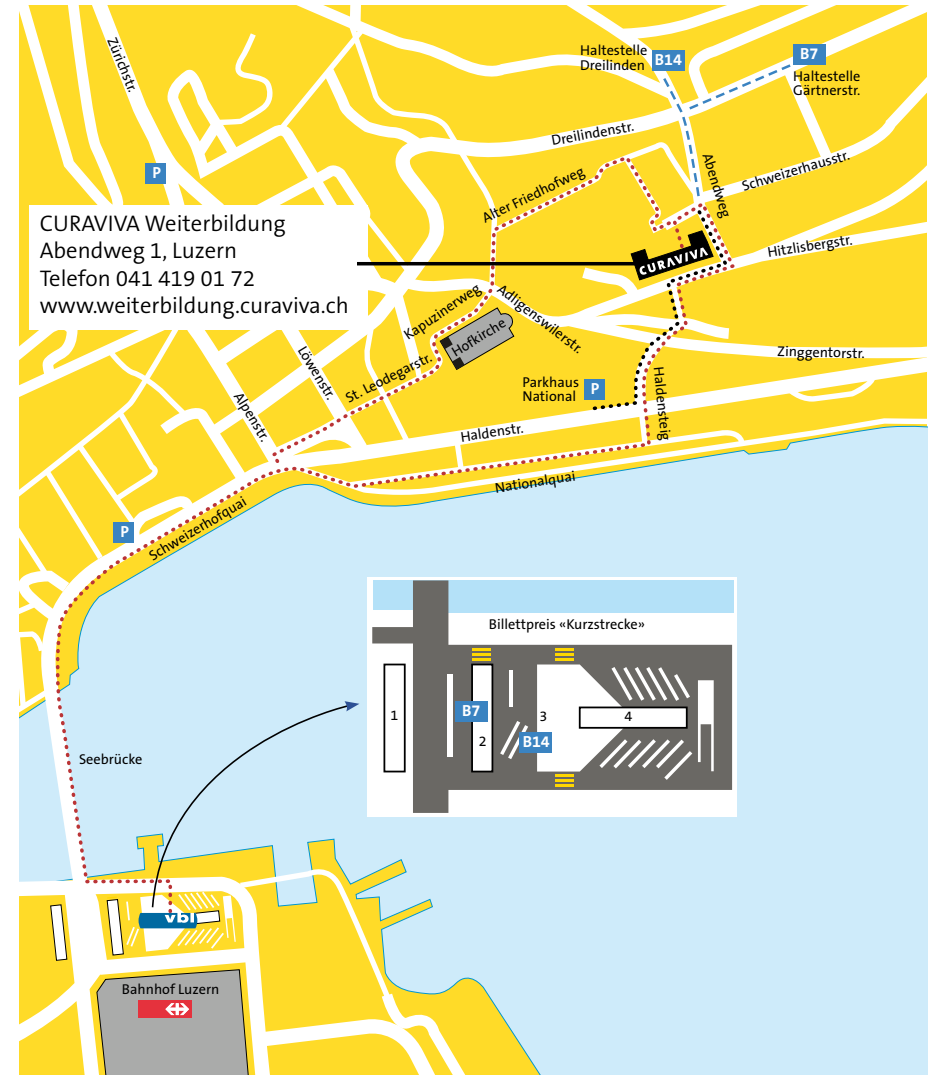 Zürichstr.
Haltestelle
Dreilinden
B14
B7
Haltestelle
Gärtnerstr.
Dreilindenstr.
P
Abendweg
Schweizerhausstr.
Alter Friedhofweg
CURAVIVA Weiterbildung
Abendweg 1, Luzern
Telefon 041 419 01 72
www.weiterbildung.curaviva.ch
CURAVIVA
Hitzlisbergstr.
Kapuzinerweg
Adligenswilerstr.
Hofkirche
Löwenstr.
St. Leodegarstr.
Zinggentorstr.
Parkhaus
National
P
Alpenstr.
Haldensteig
Haldenstr.
Nationalquai
Schweizerhofquai
P
Billettpreis «Kurzstrecke»
1
B7
2
3
B14
4
Seebrücke
vbl
Bahnhof Luzern